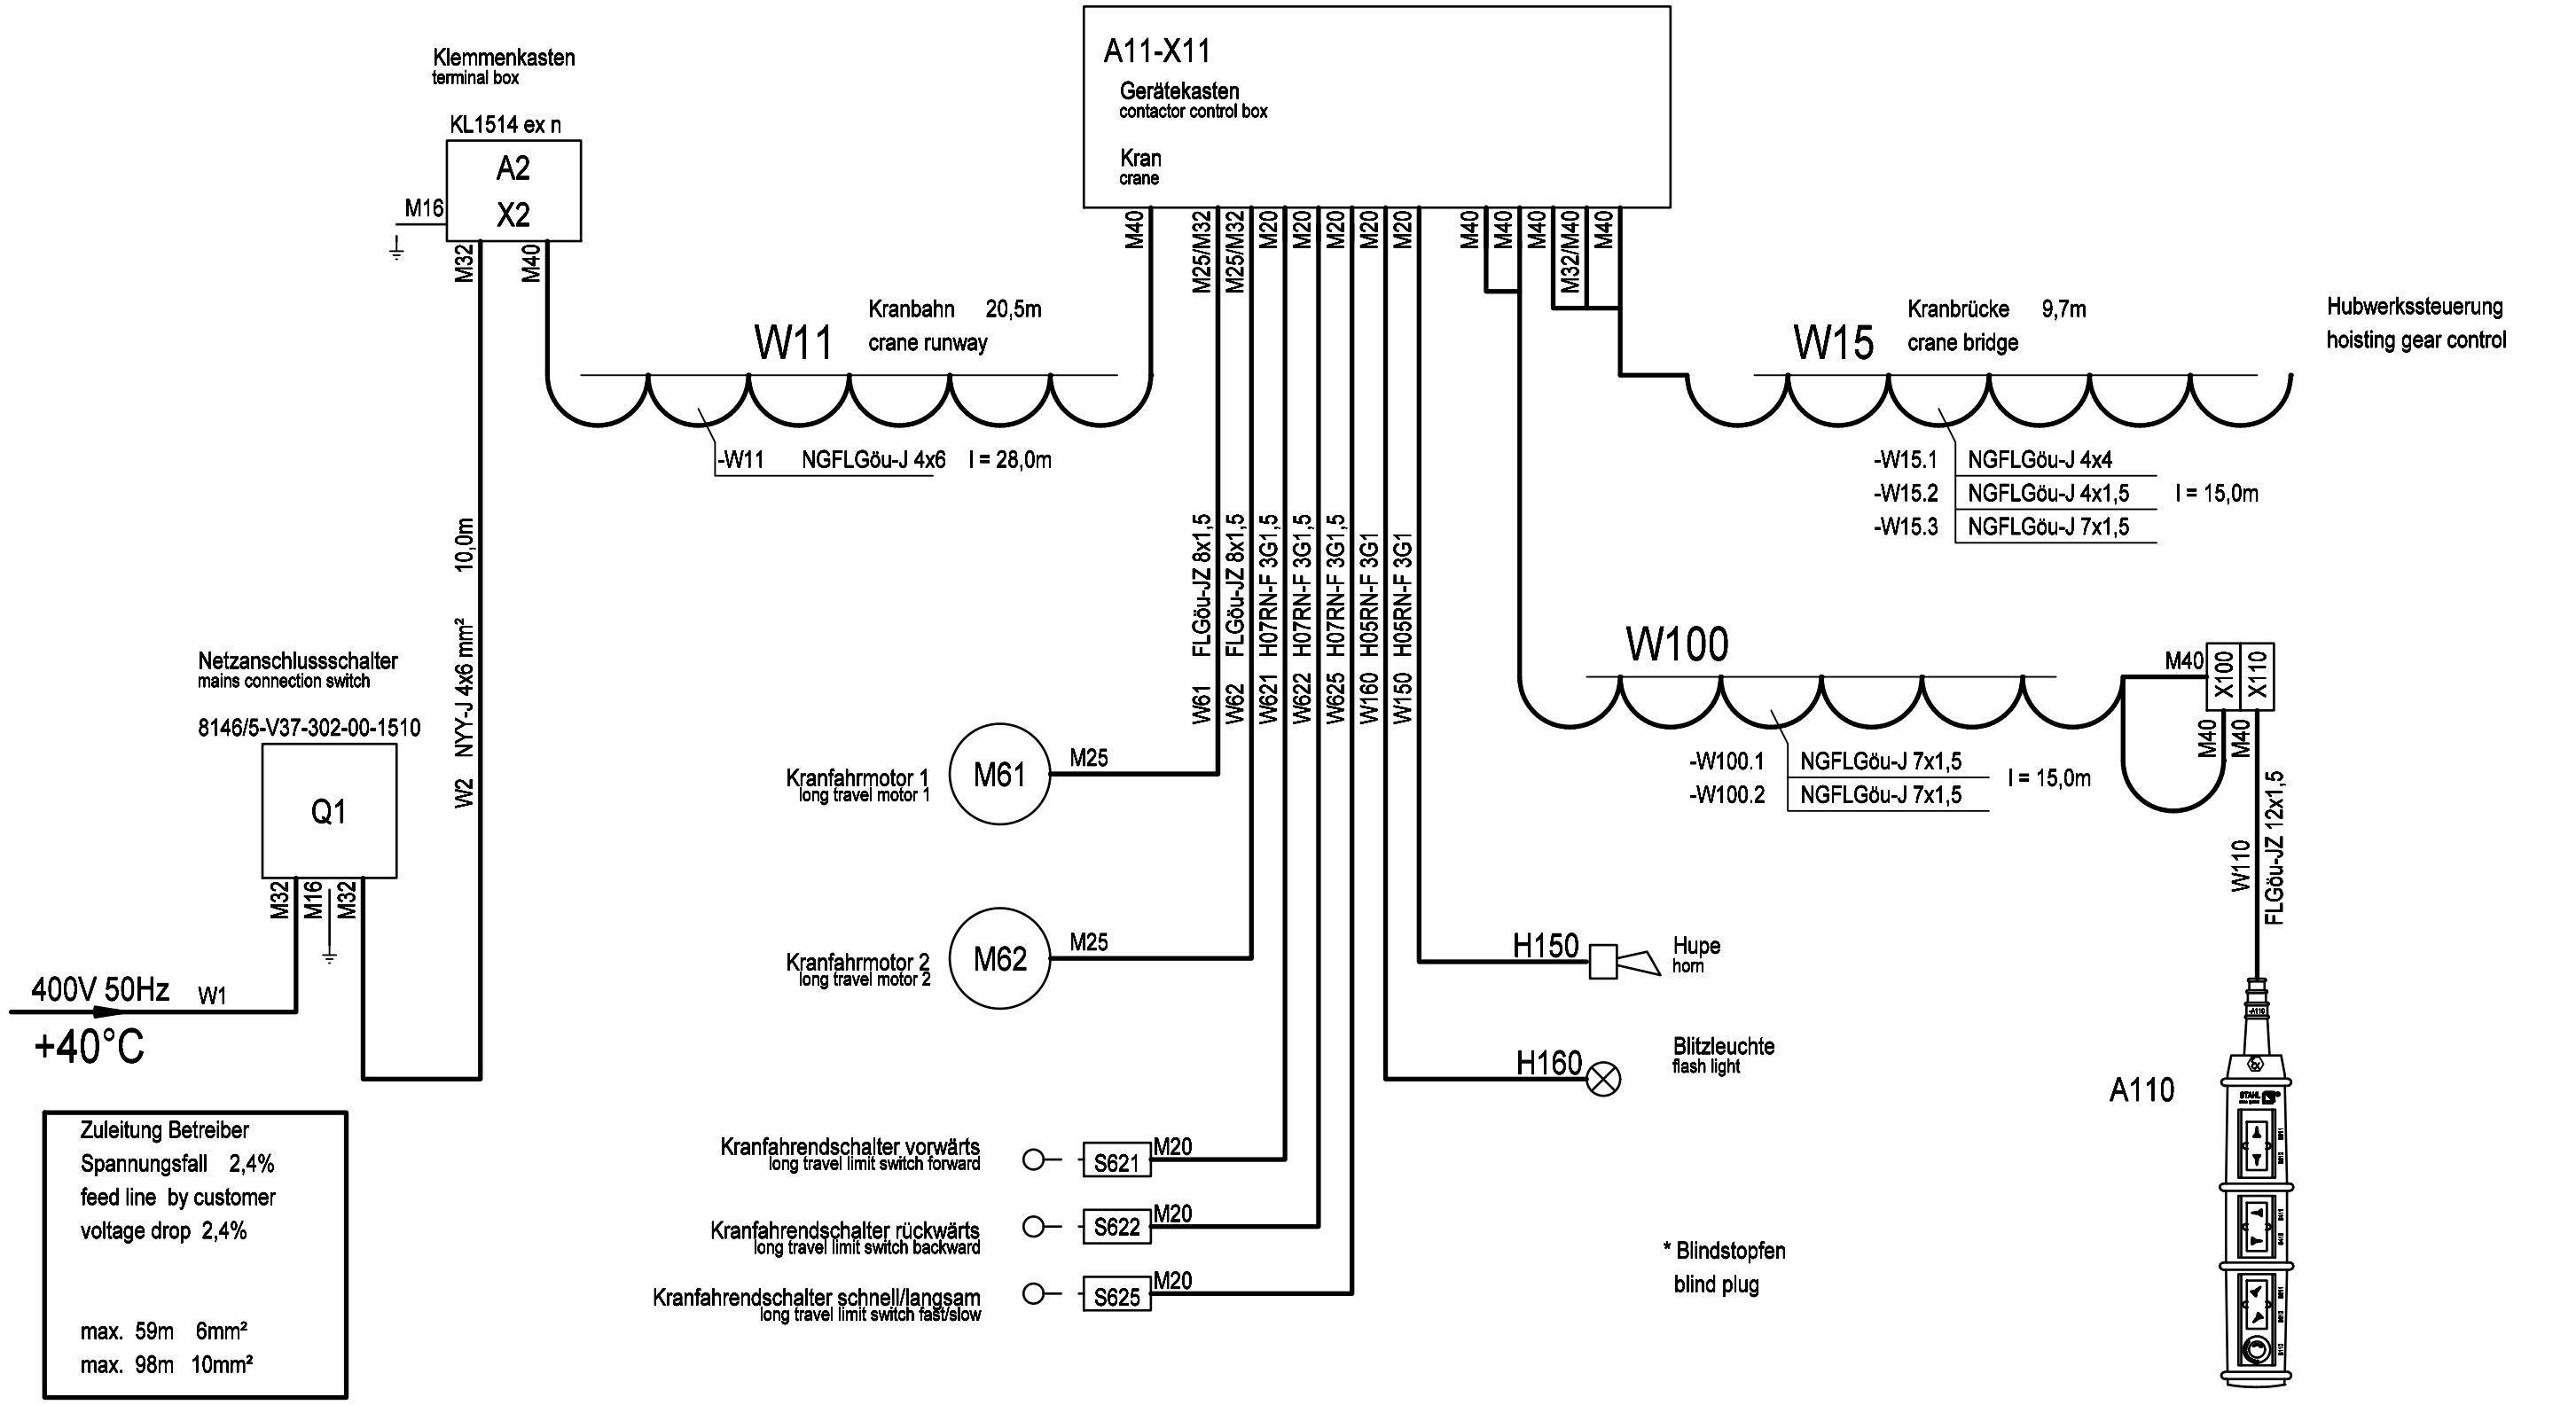 Klemmenkasten
terminal box
KL1514 ex n
A2
X2
M16
M32
M40
A11-X11
Gerätekasten
contactor control box
Kran
crane
M40
M25/M32
M25/M32
M20
M20
M20
M20
M20
M40
M40
M40
M32/M40
M40
Kranbahn 20,5m
W11 crane runway
-W11 NGFLGöu-J 4x6 l = 28,0m
Kranbrücke 9,7m
W15 crane bridge
-W15.1 NGFLGöu-J 4x4
-W15.2 NGFLGöu-J 4x1,5 l = 15,0m
-W15.3 NGFLGöu-J 7x1,5
Hubwerkssteuerung
hoisting gear control
W2 NYY-J 4x6 mm² 10,0m
Netzanschlussschalter
mains connection switch
8146/5-V37-302-00-1510
Q1
M32
M16
M32
400V 50Hz W1
+40°C
W61 FLGöu-JZ 8x1,5
W62 FLGöu-JZ 8x1,5
W621 H07RN-F 3G1,5
W622 H07RN-F 3G1,5
W625 H07RN-F 3G1,5
W160 H05RN-F 3G1
W150 H05RN-F 3G1
Kranfahrmotor 1
long travel motor 1
M61
M25
Kranfahrmotor 2
long travel motor 2
M62
M25
W100
-W100.1 NGFLGöu-J 7x1,5
-W100.2 NGFLGöu-J 7x1,5
l = 15,0m
M40
X100
X110
M40
M40
W110
FLGöu-JZ 12x1,5
H150
Hupe
horn
H160
Blitzleuchte
flash light
-A110
A110
STAHL
Zuleitung Betreiber
Spannungsfall 2,4%
feed line by customer
voltage drop 2,4%
max. 59m 6mm²
max. 98m 10mm²
Kranfahrendschalter vorwärts
long travel limit switch forward
S621
M20
Kranfahrendschalter rückwärts
long travel limit switch backward
S622
M20
Kranfahrendschalter schnell/langsam
long travel limit switch fast/slow
S625
M20
* Blindstopfen
blind plug